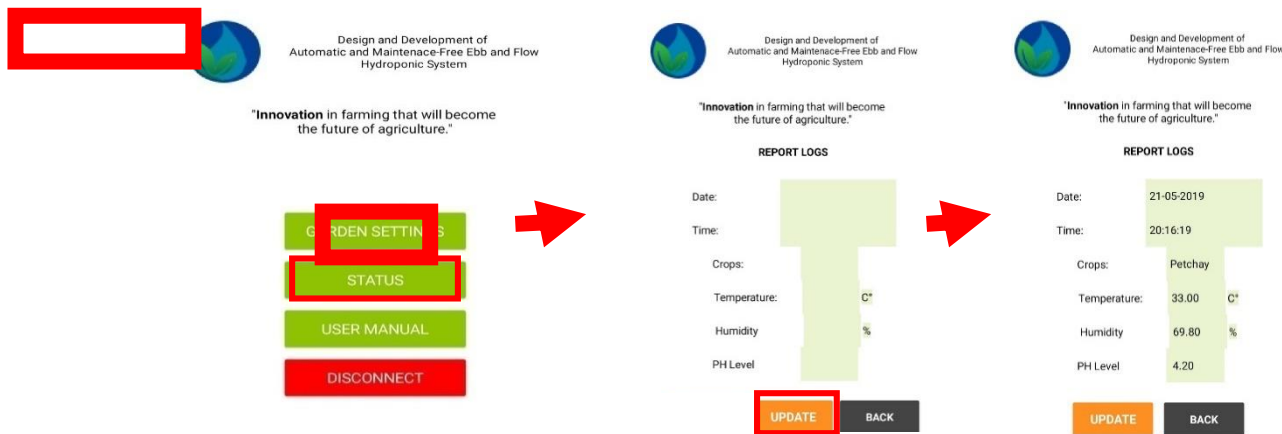 Design and Development of
Automatic and Maintenace-Free Ebb and Flow
Hydroponic System
"Innovation in farming that will become
the future of agriculture."
GARDEN SETTINGS
STATUS
USER MANUAL
DISCONNECT
Design and Development of
Automatic and Maintenace-Free Ebb and Flow
Hydroponic System
"Innovation in farming that will become
the future of agriculture."
REPORT LOGS
Date:
Time:
Crops:
Temperature: C°
Humidity %
PH Level
UPDATE BACK
Design and Development of
Automatic and Maintenace-Free Ebb and Flow
Hydroponic System
"Innovation in farming that will become
the future of agriculture."
REPORT LOGS
Date: 21-05-2019
Time: 20:16:19
Crops: Petchay
Temperature: 33.00 C°
Humidity 69.80 %
PH Level 4.20
UPDATE BACK